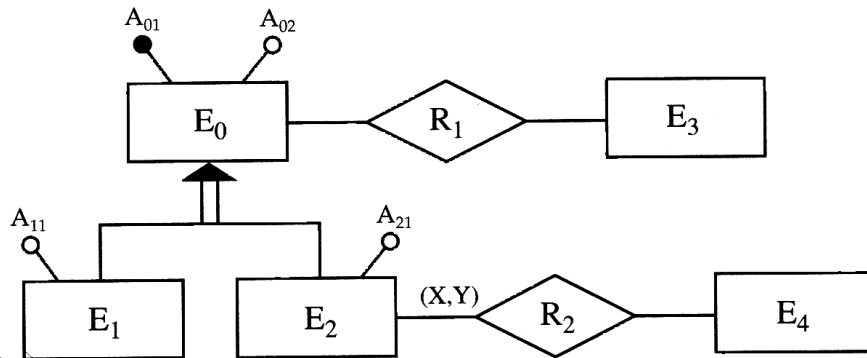 A₀₁ A₀₂
E₀ R₁ E₃
A₁₁ A₂₁
E₁ E₂ (X,Y) R₂ E₄